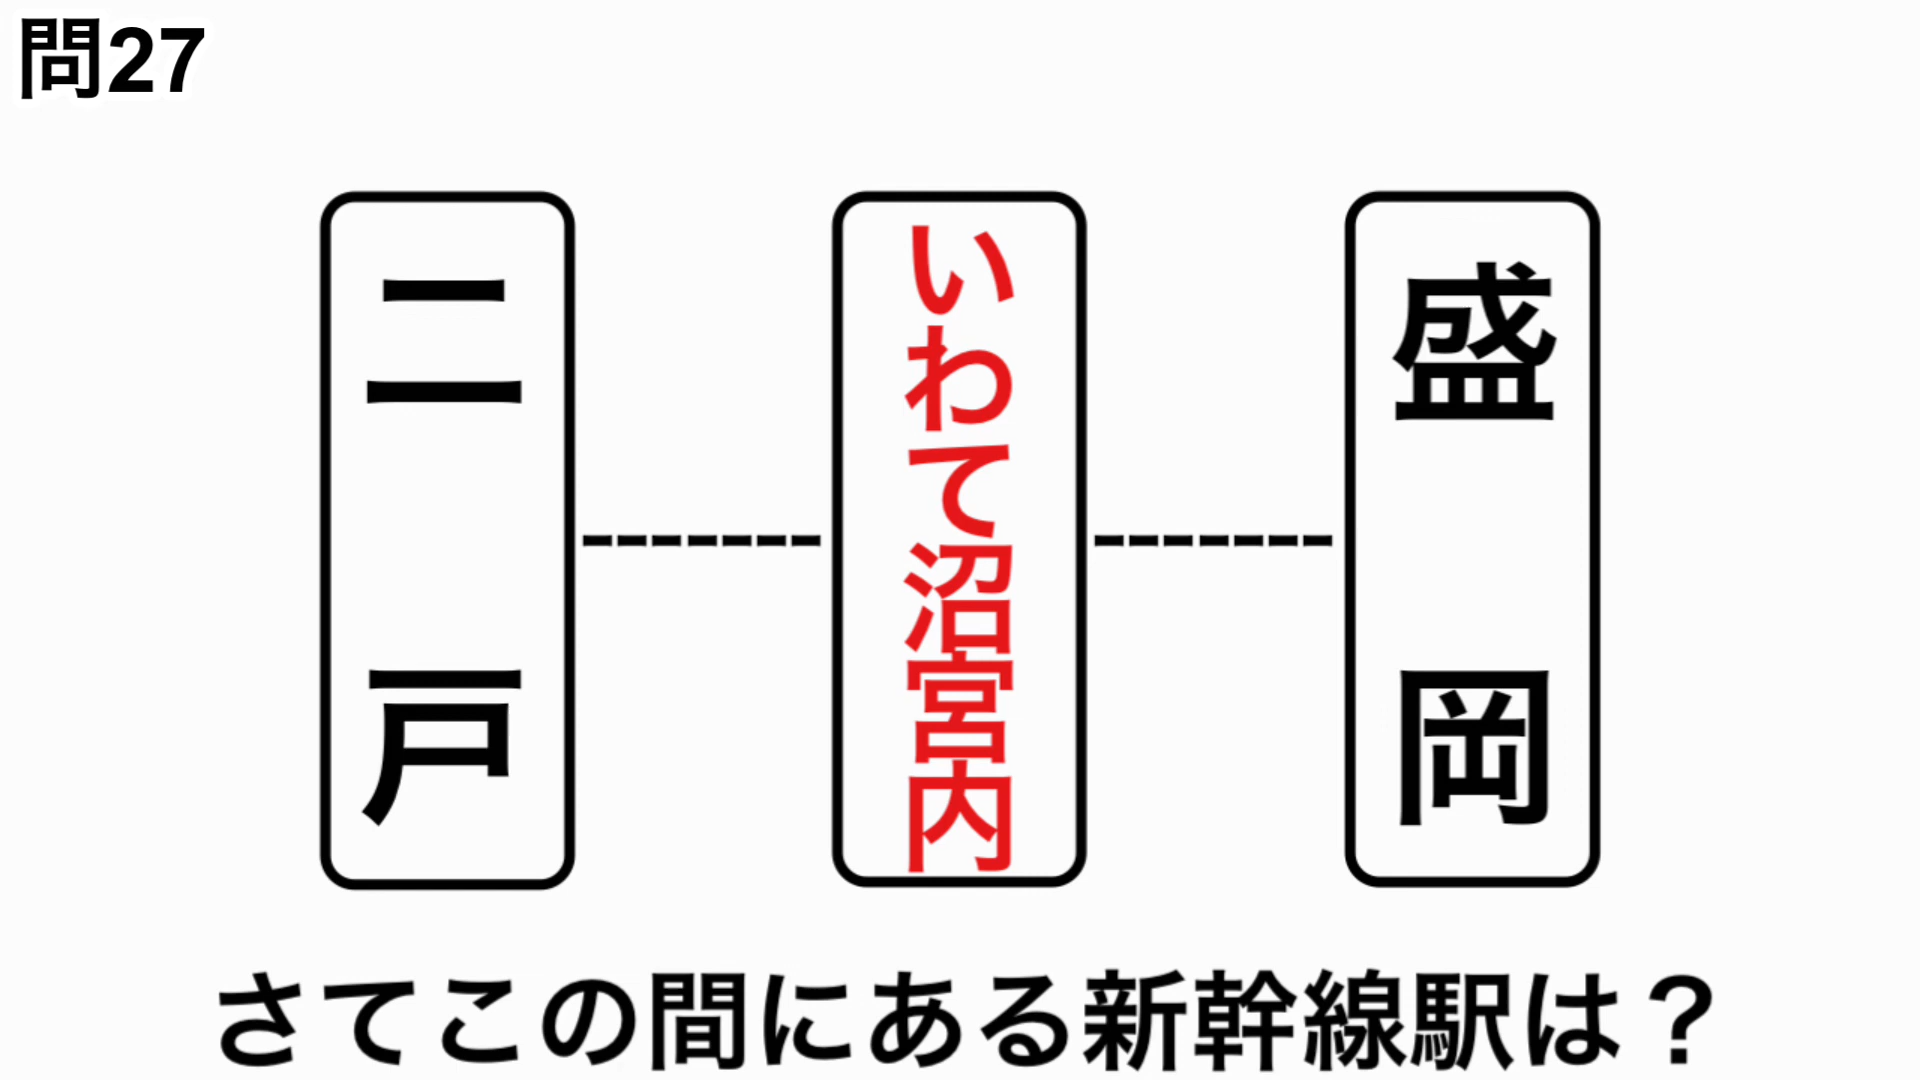 問27
二戸
いわて沼宮内
盛岡
さてこの間にある新幹線駅は？